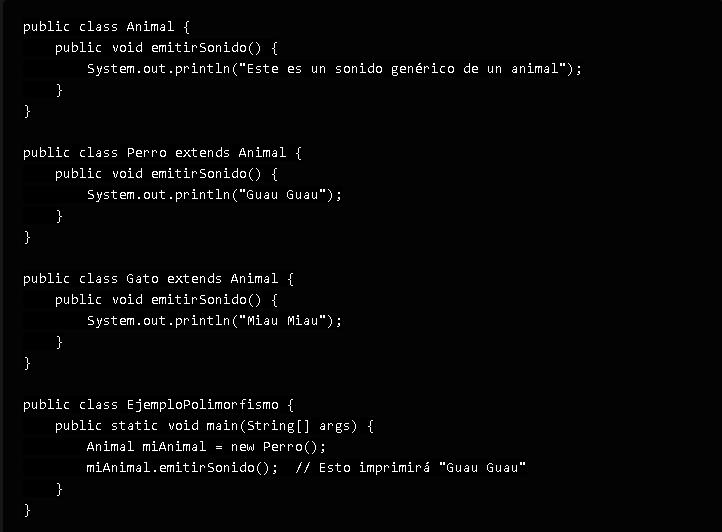 public class Animal {
    public void emitirSonido() {
        System.out.println("Este es un sonido genérico de un animal");
    }
}

public class Perro extends Animal {
    public void emitirSonido() {
        System.out.println("Guau Guau");
    }
}

public class Gato extends Animal {
    public void emitirSonido() {
        System.out.println("Miau Miau");
    }
}

public class EjemploPolimorfismo {
    public static void main(String[] args) {
        Animal miAnimal = new Perro();
        miAnimal.emitirSonido();  // Esto imprimirá "Guau Guau"
    }
}